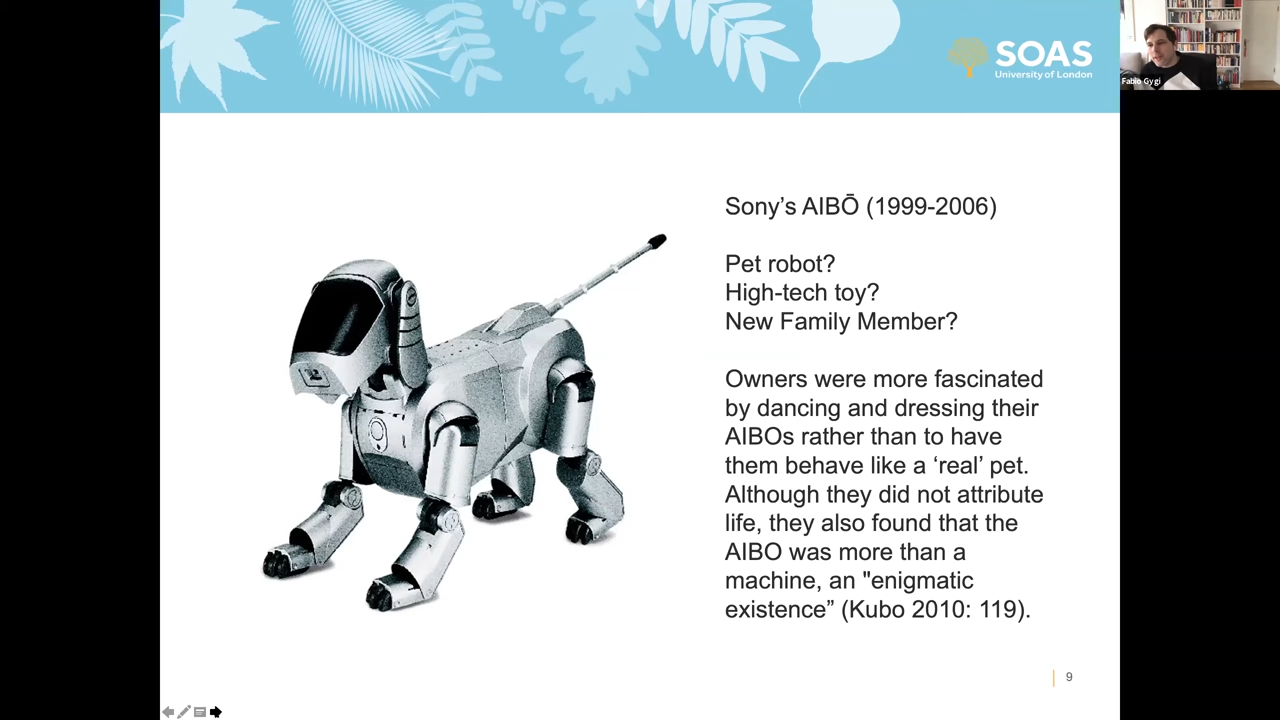 SOAS
University of London
Fabio Gygi
Sony’s AIBŌ (1999-2006)
Pet robot?
High-tech toy?
New Family Member?
Owners were more fascinated
by dancing and dressing their
AIBOs rather than to have
them behave like a ‘real’ pet.
Although they did not attribute
life, they also found that the
AIBO was more than a
machine, an "enigmatic
existence” (Kubo 2010: 119).
9